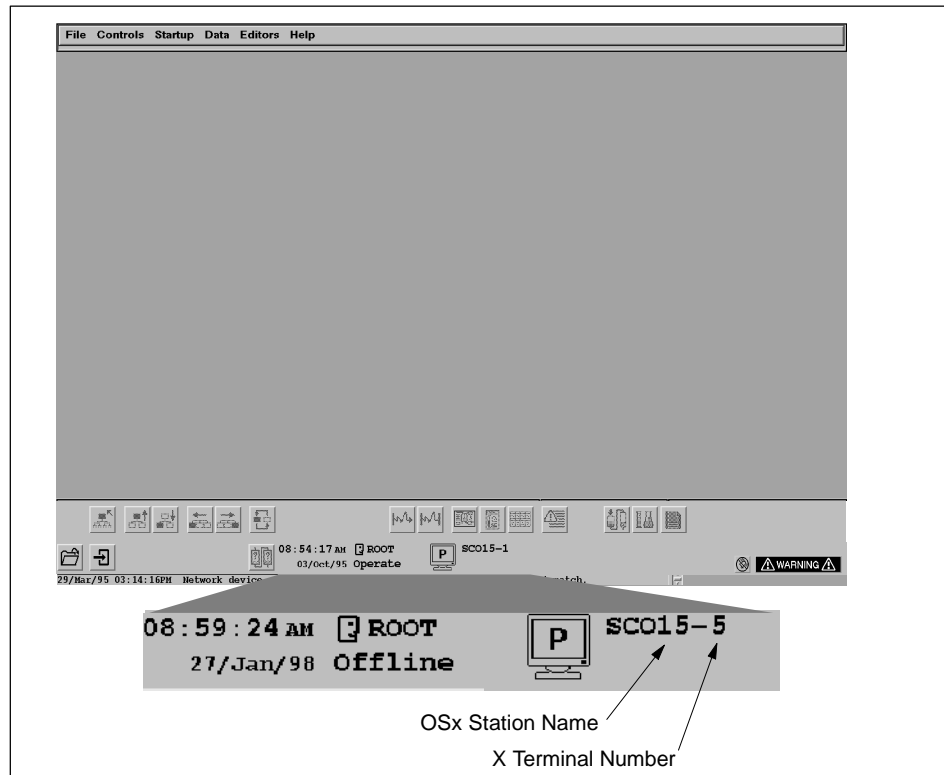 File Controls Startup Data Editors Help
08:54:17 AM ROOT P SCO15-1
03/Oct/95 Operate
WARNING
29/Mar/95 03:14:16PM Network device
08:59:24 AM ROOT P SCO15-5
27/Jan/98 Offline
OSx Station Name
X Terminal Number